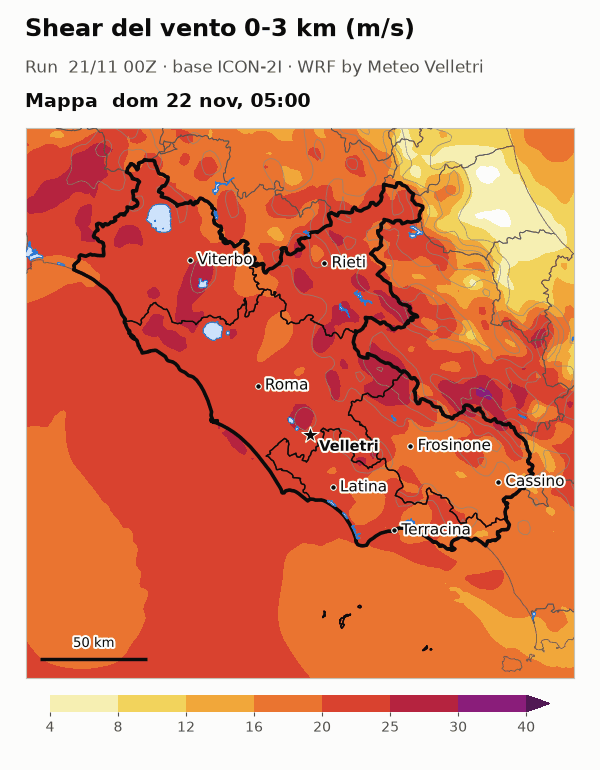 Shear del vento 0-3 km (m/s)
Run  21/11 00Z · base ICON-2I · WRF by Meteo Velletri
Mappa  dom 22 nov, 05:00
Viterbo
Rieti
Roma
Velletri
Frosinone
Latina
Cassino
Terracina
50 km
4 8 12 16 20 25 30 40